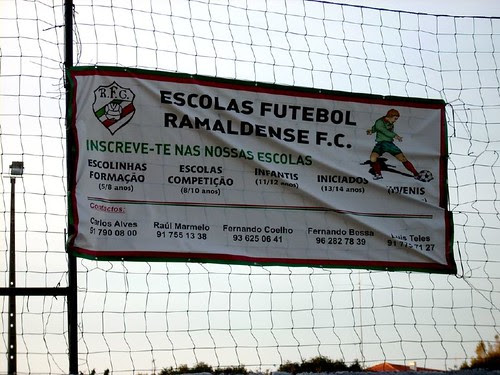 R.F.C.
ESCOLAS FUTEBOL
RAMALDENSE F.C.
INSCREVE-TE NAS NOSSAS ESCOLAS
ESCOLINHAS FORMAÇÃO (5/8 anos)
ESCOLAS COMPETIÇÃO (8/10 anos)
INFANTIS (11/12 anos)
INICIADOS (13/14 anos)
JUVENIS
Contactos:
Carlos Alves 91 790 08 00
Raúl Marmelo 91 755 13 38
Fernando Coelho 93 625 06 41
Fernando Bossa 96 282 78 39
Luis Teles